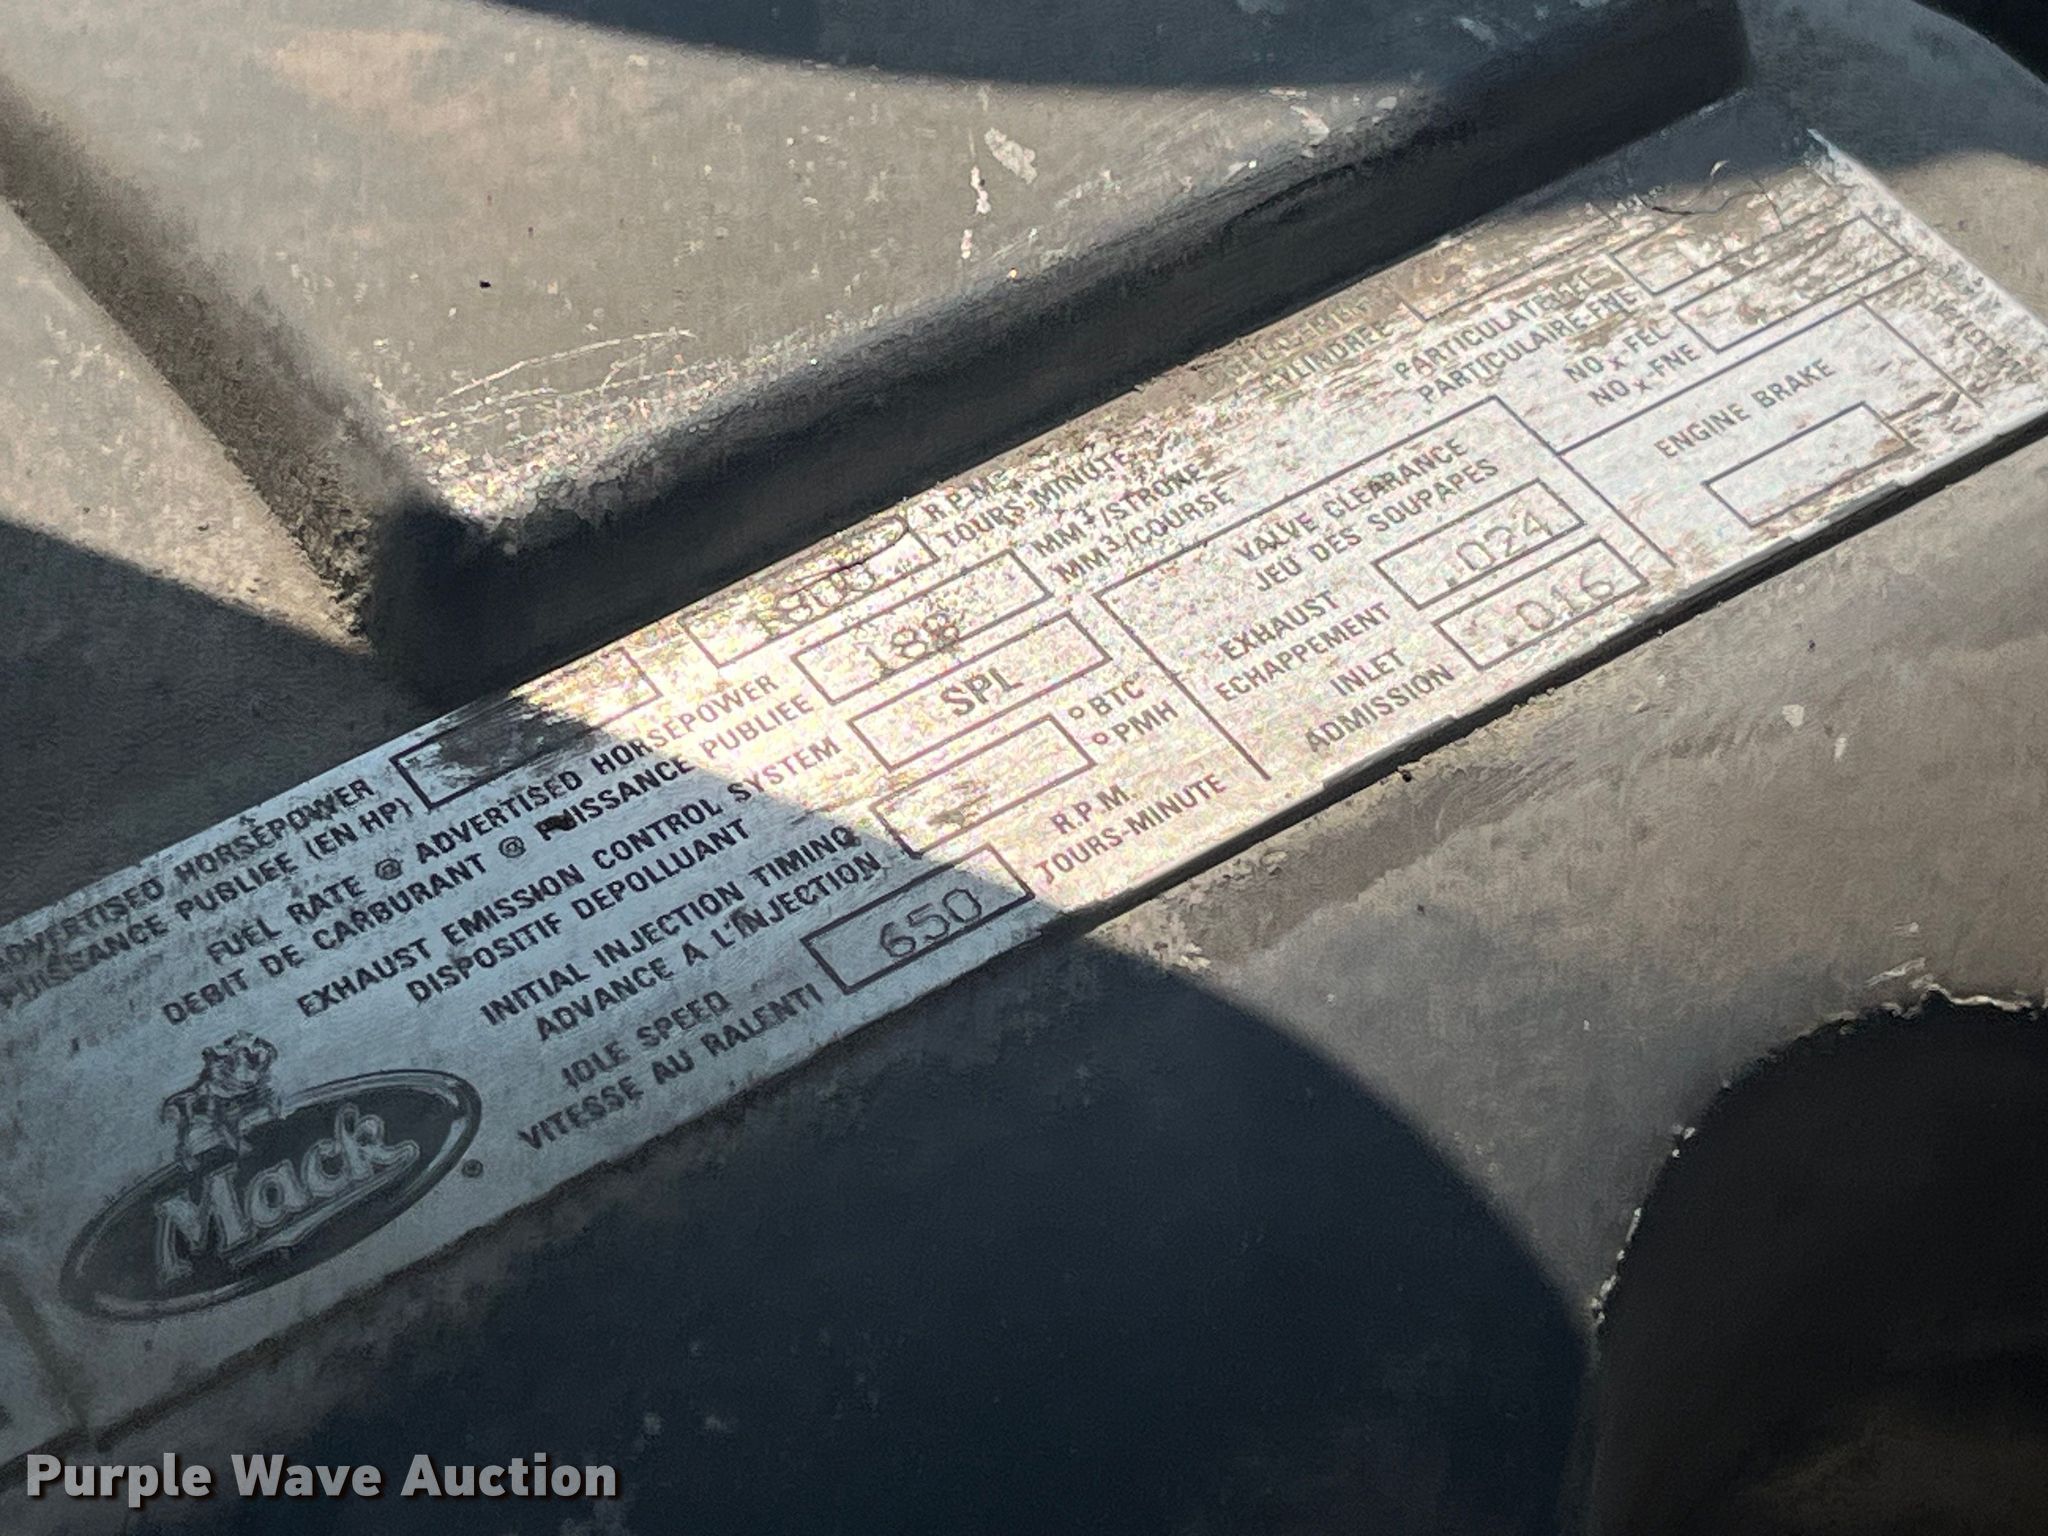 ADVERTISED HORSEPOWER
PUISSANCE PUBLIEE (EN HP)
R.P.M.
TOURS-MINUTE
FUEL RATE @ ADVERTISED HORSEPOWER
DEBIT DE CARBURANT @ PUISSANCE PUBLIEE
188
MM³/STROKE
MM³/COURSE
EXHAUST EMISSION CONTROL SYSTEM
DISPOSITIF DEPOLLUANT
SPL
INITIAL INJECTION TIMING
ADVANCE A L'INJECTION
°BTC
°PMH
IDLE SPEED
VITESSE AU RALENTI
650
R.P.M.
TOURS-MINUTE
VALVE CLEARANCE
JEU DES SOUPAPES
EXHAUST
ECHAPPEMENT
.024
INLET
ADMISSION
.016
CYLINDREE
PARTICULATE-FEL
PARTICULAIRE-FNE
NOx-FEL
NOx-FNE
ENGINE BRAKE
Mack®
Purple Wave Auction